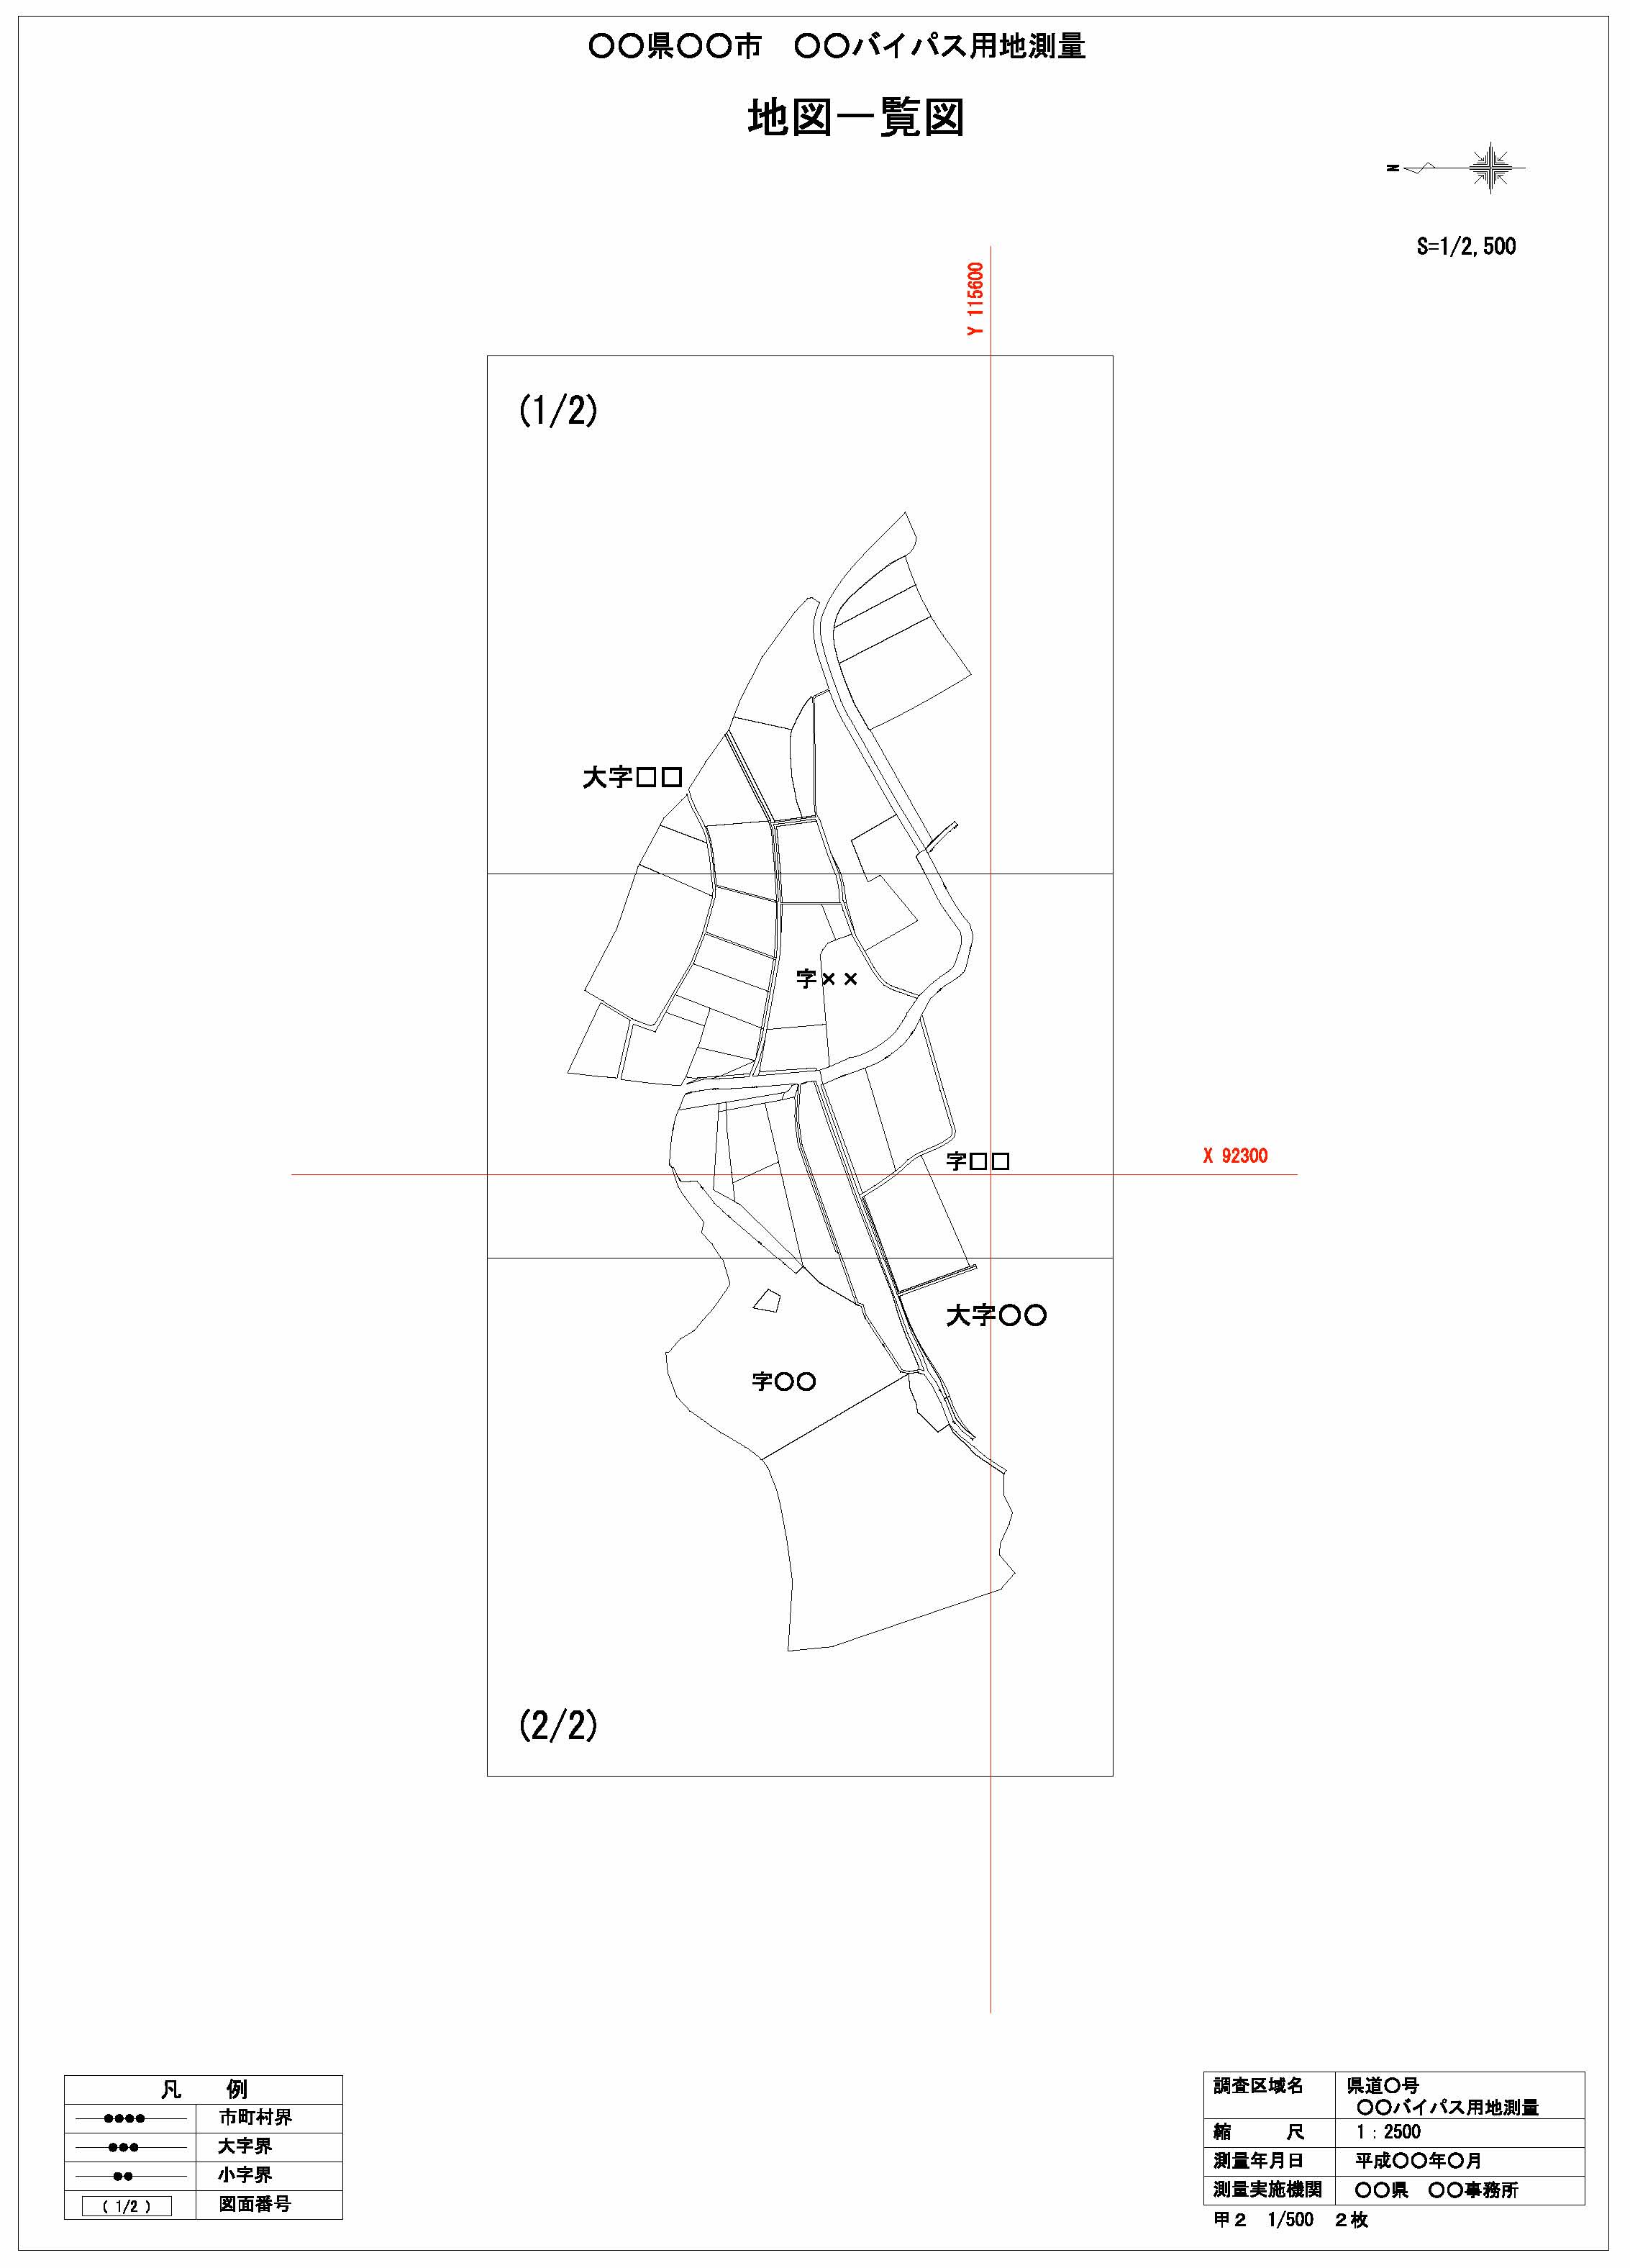 〇〇県〇〇市　〇〇バイパス用地測量
地図一覧図
N
S=1/2,500
Y 115600
(1/2)
大字□□
字××
字□□
X 92300
大字〇〇
字〇〇
(2/2)
凡　例
市町村界
大字界
小字界
( 1/2 )　図面番号
調査区域名　県道〇号
〇〇バイパス用地測量
縮　尺　1：2500
測量年月日　平成〇〇年〇月
測量実施機関　〇〇県　〇〇事務所
甲２　1/500　２枚